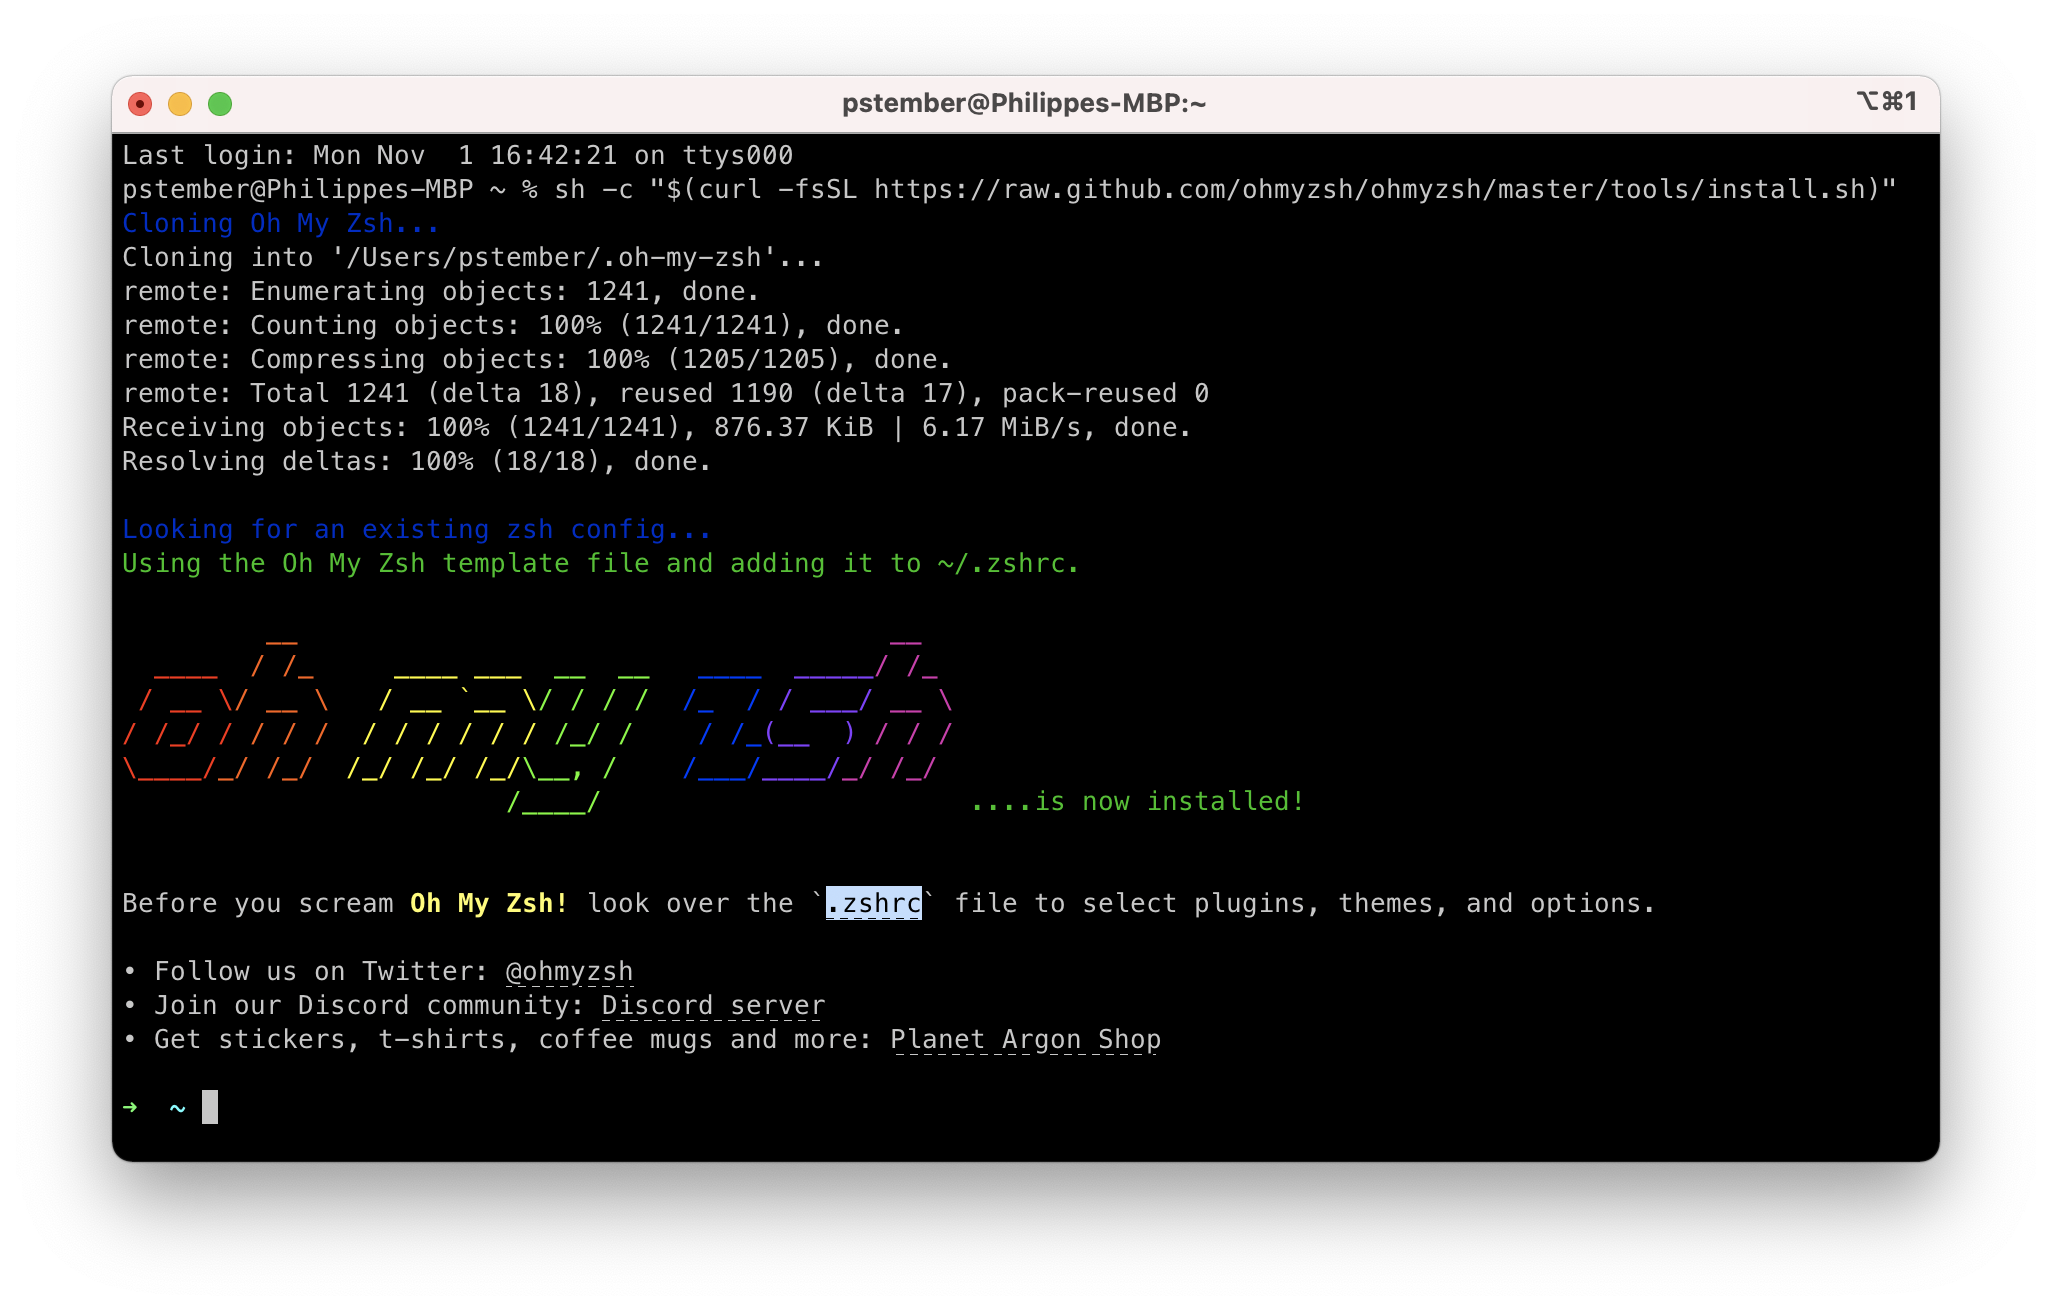 pstember@Philippes-MBP:~
⌥⌘1
Last login: Mon Nov  1 16:42:21 on ttys000
pstember@Philippes-MBP ~ % sh -c "$(curl -fsSL https://raw.github.com/ohmyzsh/ohmyzsh/master/tools/install.sh)"
Cloning Oh My Zsh...
Cloning into '/Users/pstember/.oh-my-zsh'...
remote: Enumerating objects: 1241, done.
remote: Counting objects: 100% (1241/1241), done.
remote: Compressing objects: 100% (1205/1205), done.
remote: Total 1241 (delta 18), reused 1190 (delta 17), pack-reused 0
Receiving objects: 100% (1241/1241), 876.37 KiB | 6.17 MiB/s, done.
Resolving deltas: 100% (18/18), done.
Looking for an existing zsh config...
Using the Oh My Zsh template file and adding it to ~/.zshrc.
oh my zsh
....is now installed!
Before you scream Oh My Zsh! look over the `.zshrc` file to select plugins, themes, and options.
• Follow us on Twitter: @ohmyzsh
• Join our Discord community: Discord server
• Get stickers, t-shirts, coffee mugs and more: Planet Argon Shop
➜  ~